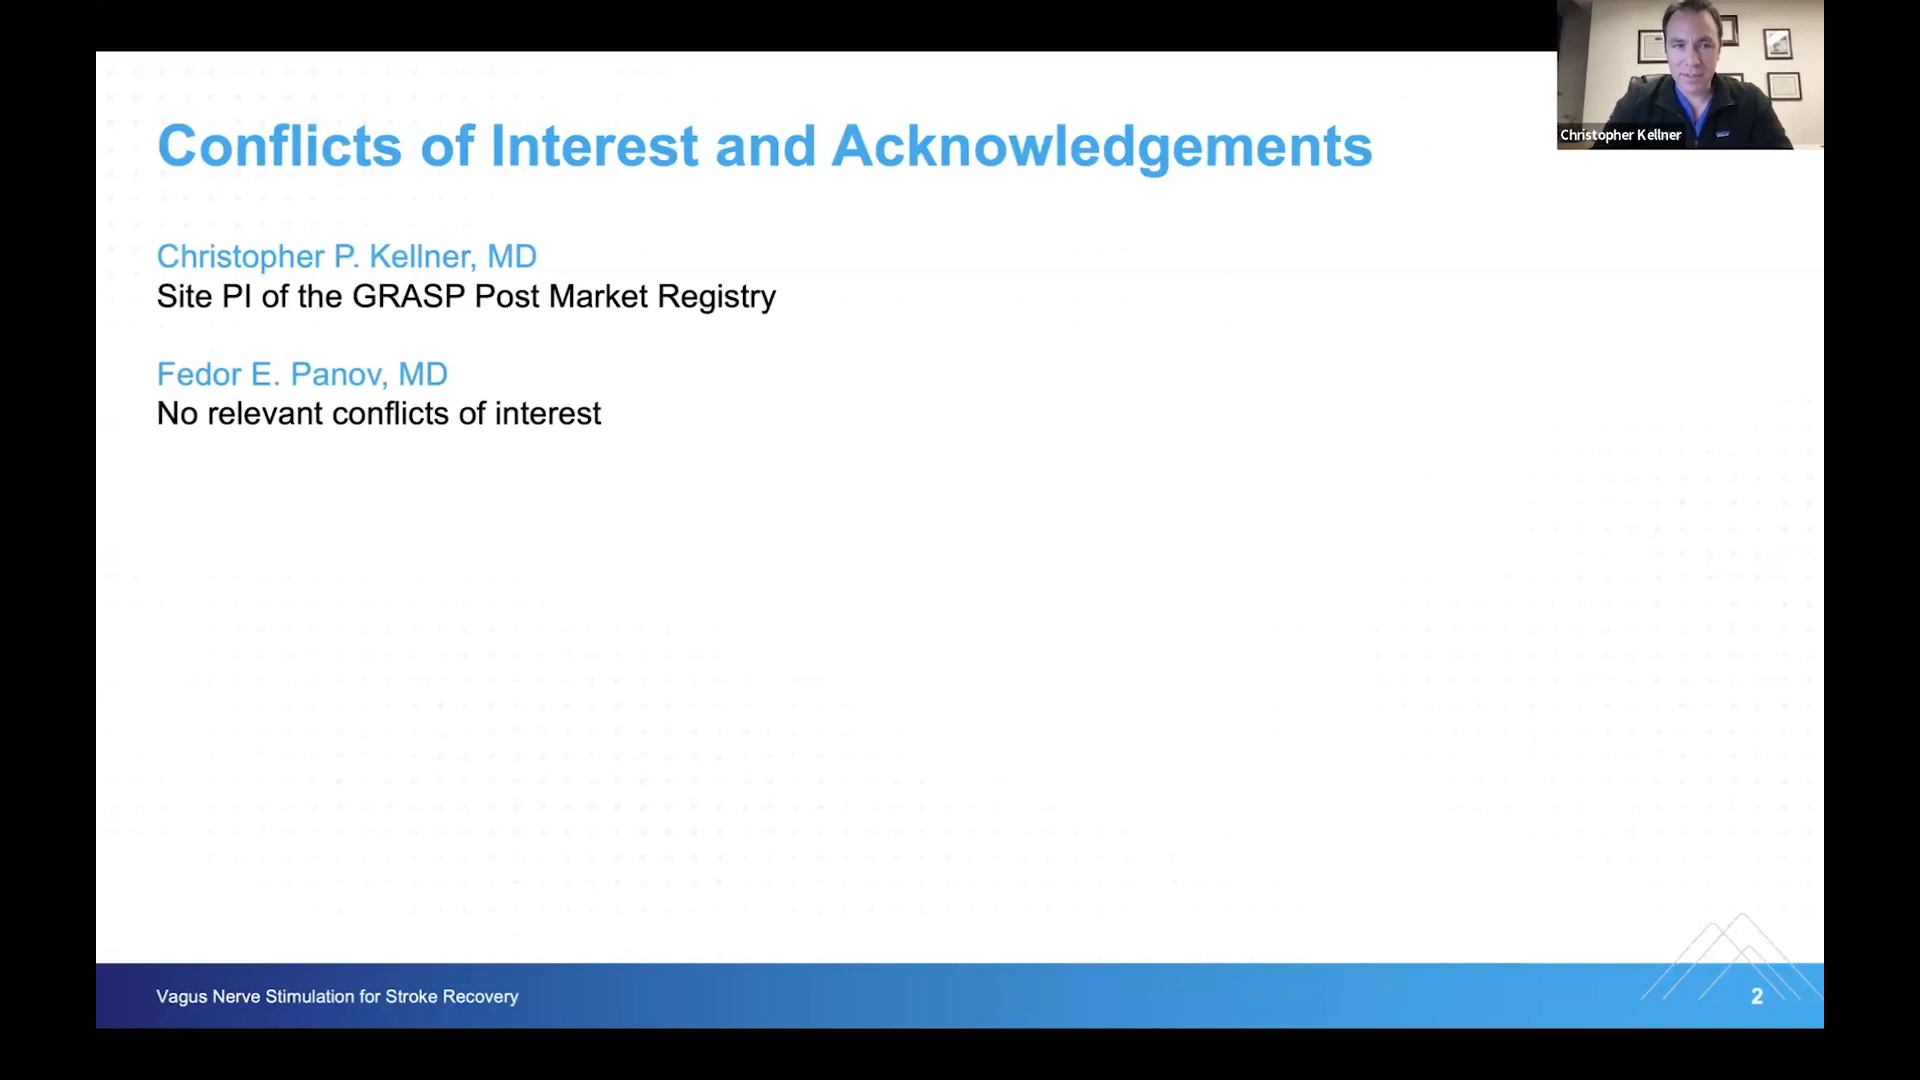 Conflicts of Interest and Acknowledgements
Christopher Kellner
Christopher P. Kellner, MD
Site PI of the GRASP Post Market Registry
Fedor E. Panov, MD
No relevant conflicts of interest
Vagus Nerve Stimulation for Stroke Recovery
2